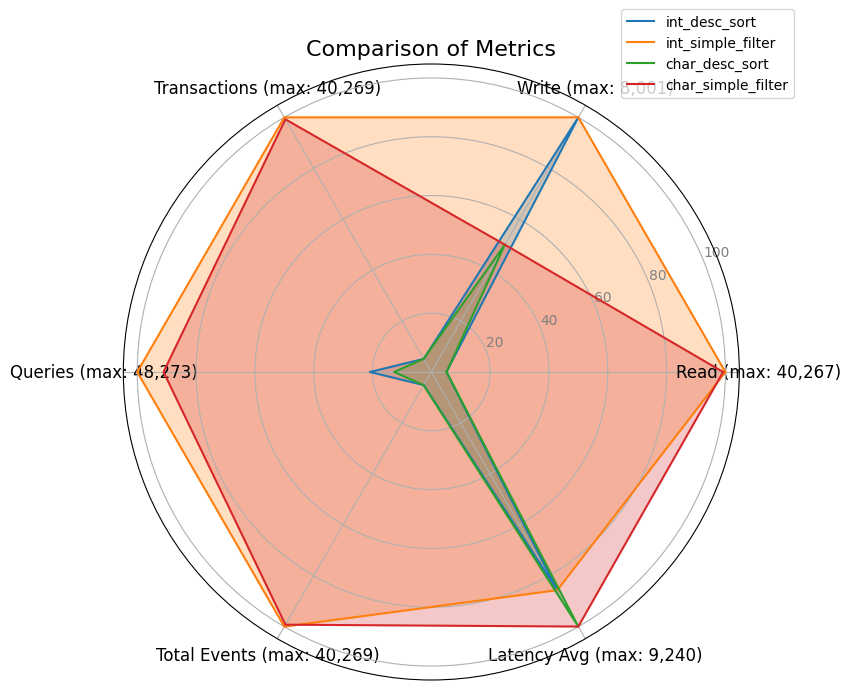 int_desc_sort
int_simple_filter
char_desc_sort
char_simple_filter
Comparison of Metrics
Transactions (max: 40,269)
Write (max: 8,001)
100
80
60
40
20
Queries (max: 48,273)
Read (max: 40,267)
Total Events (max: 40,269)
Latency Avg (max: 9,240)